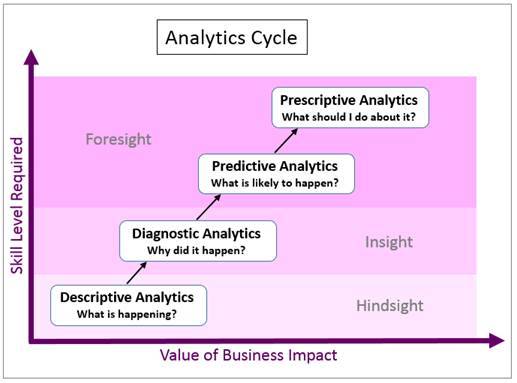 Analytics Cycle
Prescriptive Analytics
What should I do about it?
Foresight
Predictive Analytics
What is likely to happen?
Diagnostic Analytics
Why did it happen?
Insight
Descriptive Analytics
What is happening?
Hindsight
Skill Level Required
Value of Business Impact